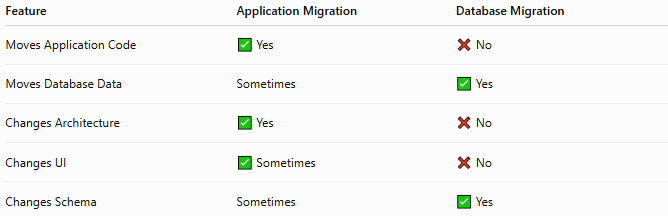 Feature Application Migration Database Migration
Moves Application Code ✅ Yes ❌ No
Moves Database Data Sometimes ✅ Yes
Changes Architecture ✅ Yes ❌ No
Changes UI ✅ Sometimes ❌ No
Changes Schema Sometimes ✅ Yes